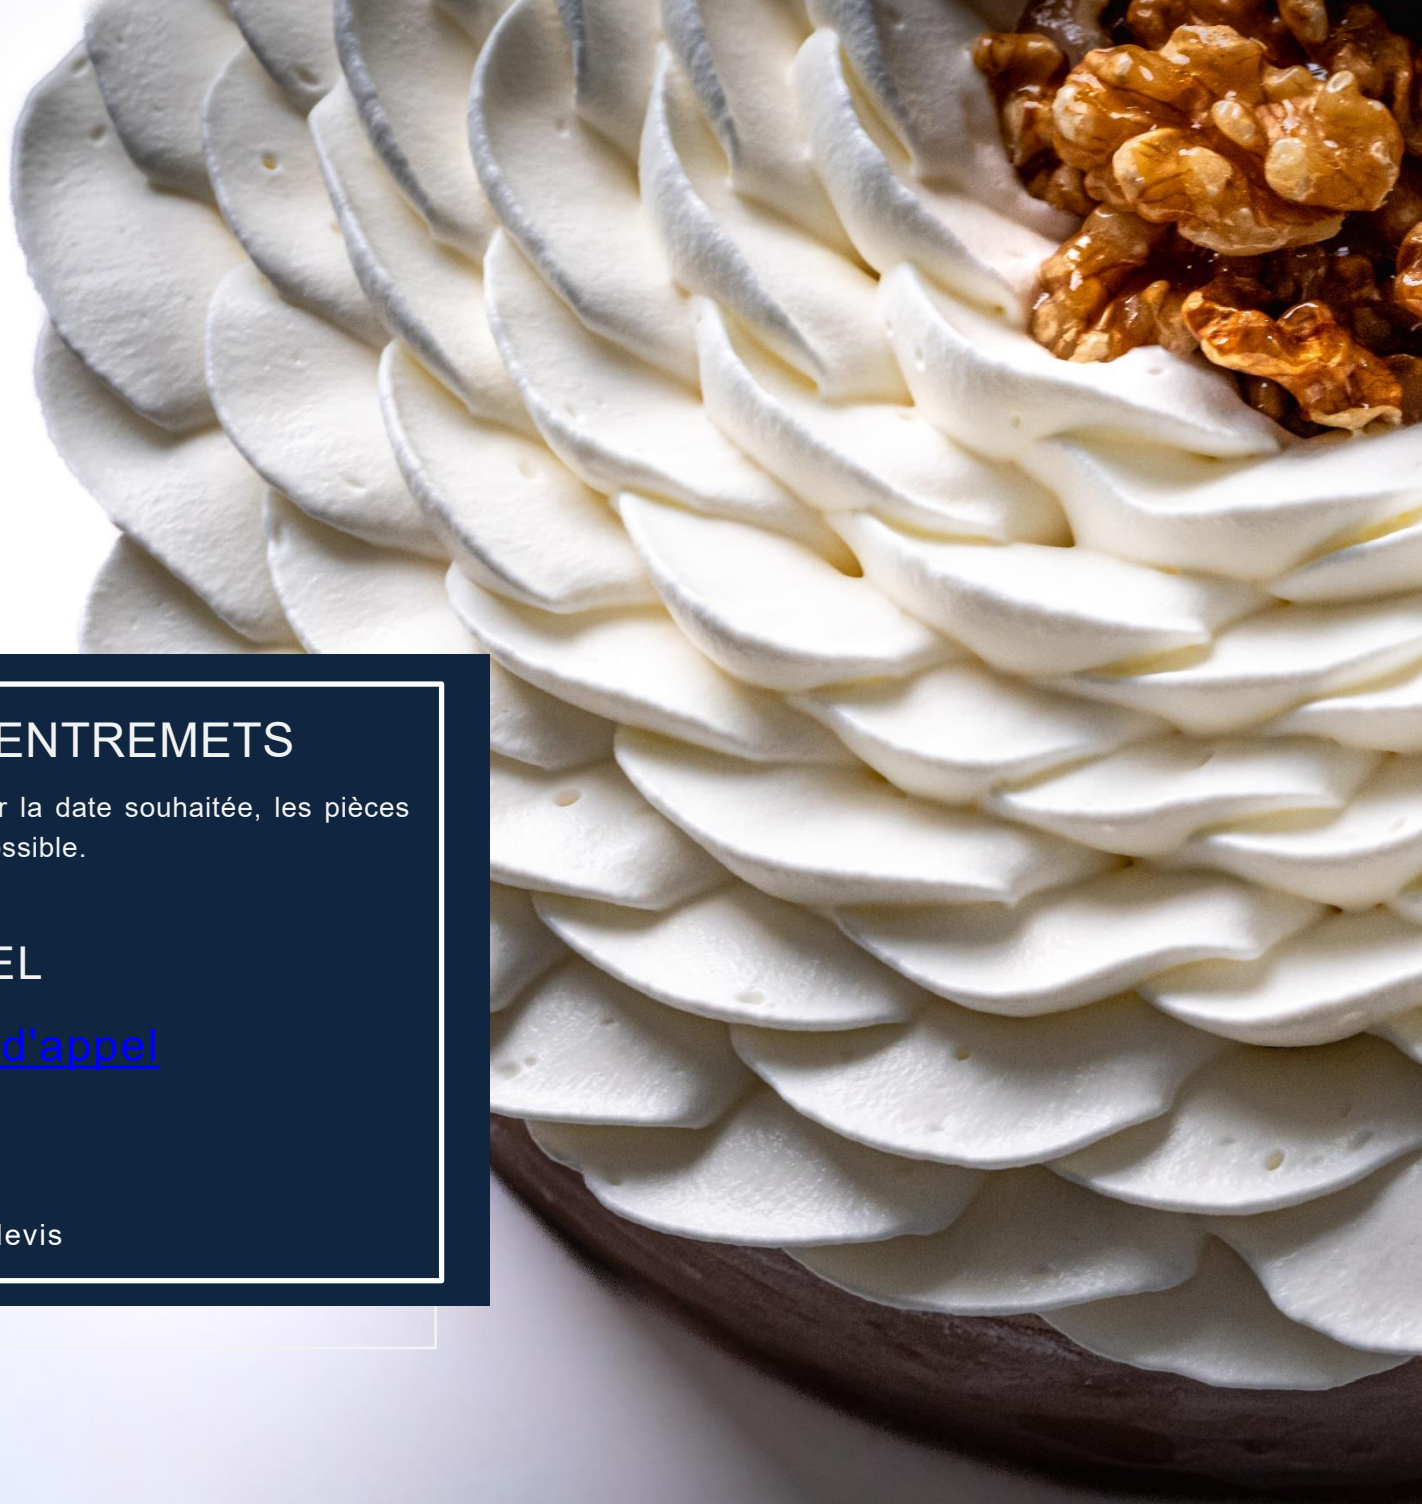 ENTREMETS
r la date souhaitée, les pièces
ssible.
EL
d'appel
levis